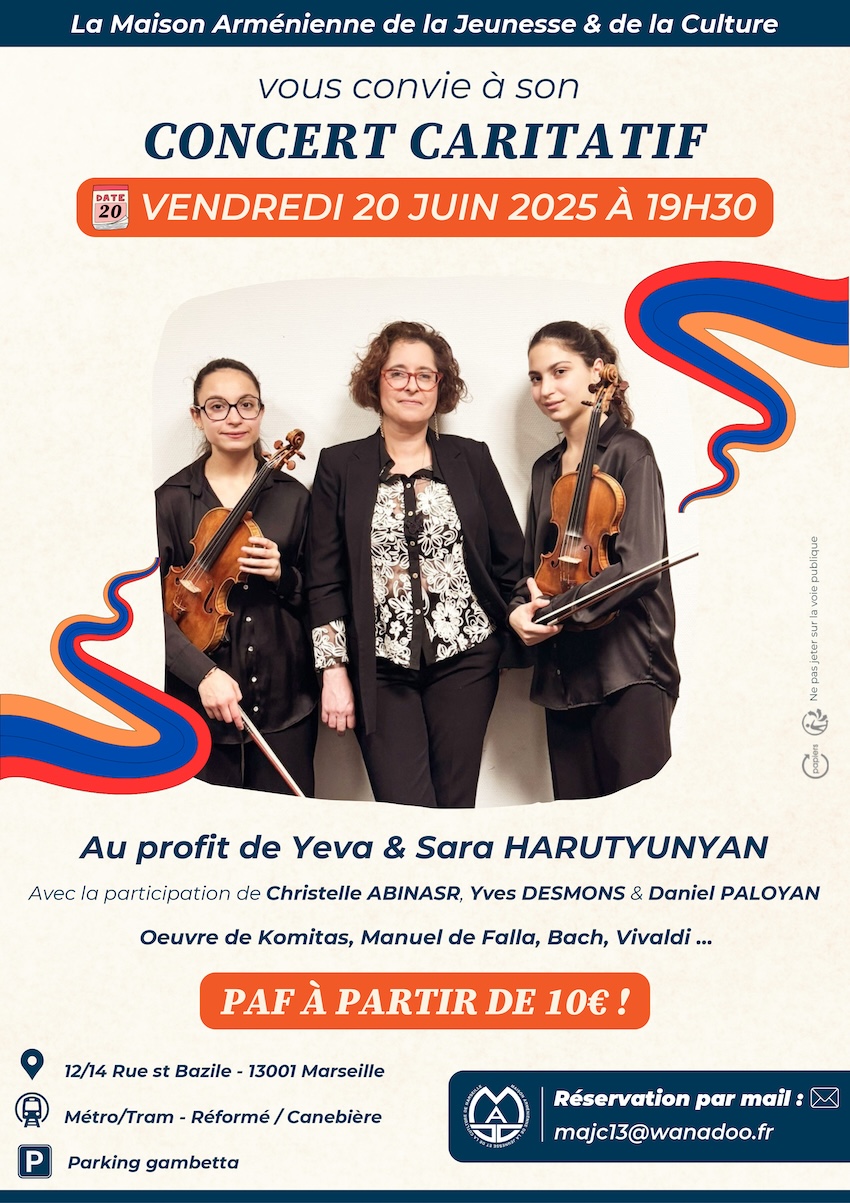 La Maison Arménienne de la Jeunesse & de la Culture
vous convie à son
CONCERT CARITATIF
DATE
20
VENDREDI 20 JUIN 2025 À 19H30
Ne pas jeter sur la voie publique
papiers
Au profit de Yeva & Sara HARUTYUNYAN
Avec la participation de Christelle ABINASR, Yves DESMONS & Daniel PALOYAN
Oeuvre de Komitas, Manuel de Falla, Bach, Vivaldi ...
PAF À PARTIR DE 10€ !
12/14 Rue st Bazile - 13001 Marseille
Métro/Tram - Réformé / Canebière
P
Parking gambetta
Réservation par mail :
majc13@wanadoo.fr